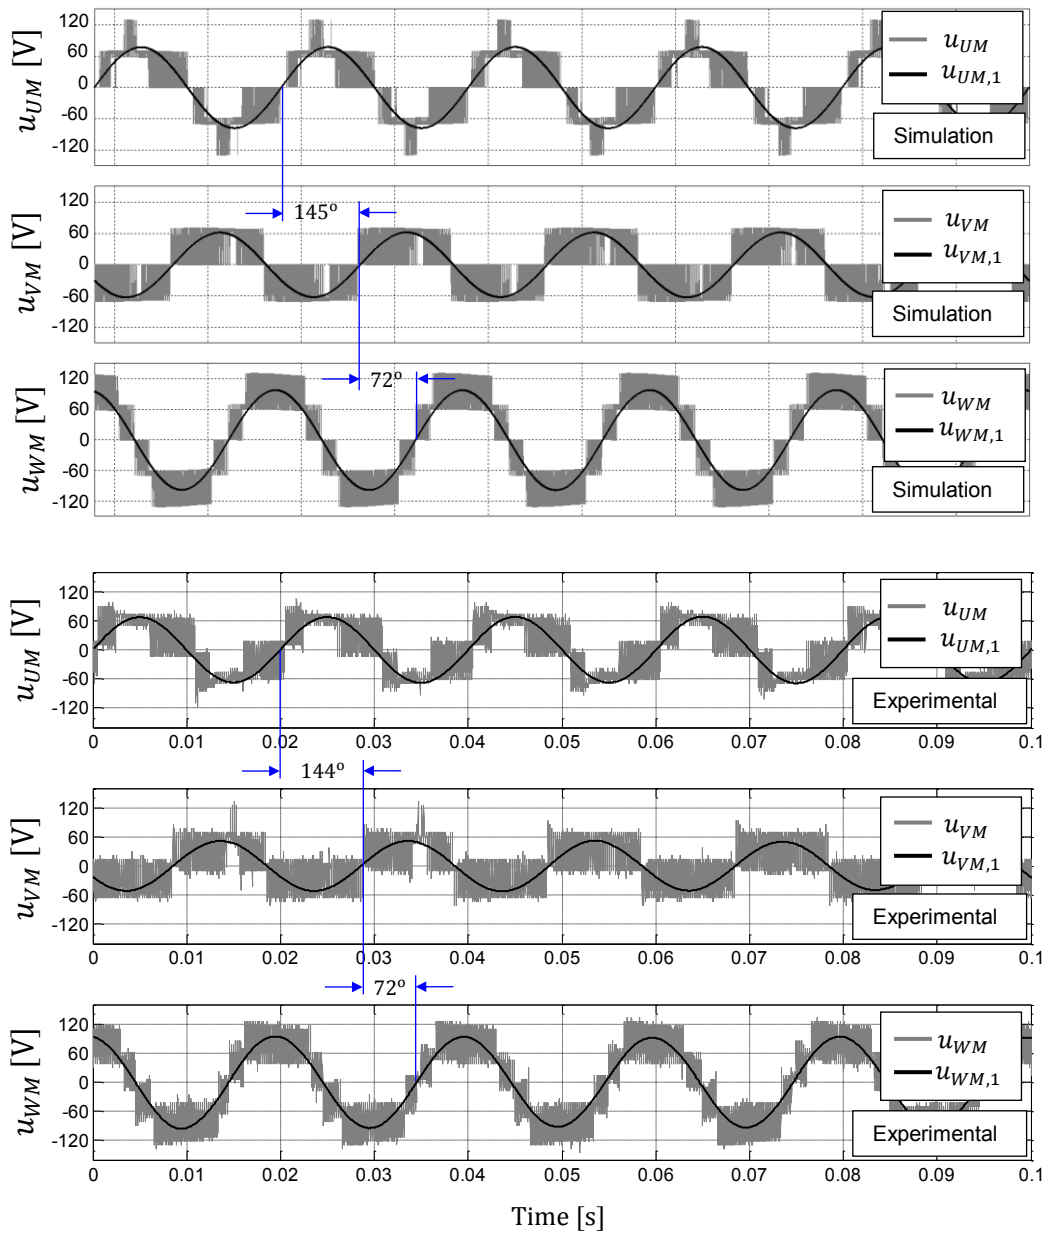 120
60
0
-60
-120
u_UM [V]
u_UM
u_UM,1
Simulation
145°
120
60
0
-60
-120
u_VM [V]
u_VM
u_VM,1
Simulation
72°
120
60
0
-60
-120
u_WM [V]
u_WM
u_WM,1
Simulation
120
60
0
-60
-120
u_UM [V]
u_UM
u_UM,1
Experimental
0 0.01 0.02 0.03 0.04 0.05 0.06 0.07 0.08 0.09 0.1
144°
120
60
0
-60
-120
u_VM [V]
u_VM
u_VM,1
Experimental
0 0.01 0.02 0.03 0.04 0.05 0.06 0.07 0.08 0.09 0.1
72°
120
60
0
-60
-120
u_WM [V]
u_WM
u_WM,1
Experimental
0 0.01 0.02 0.03 0.04 0.05 0.06 0.07 0.08 0.09 0.1
Time [s]